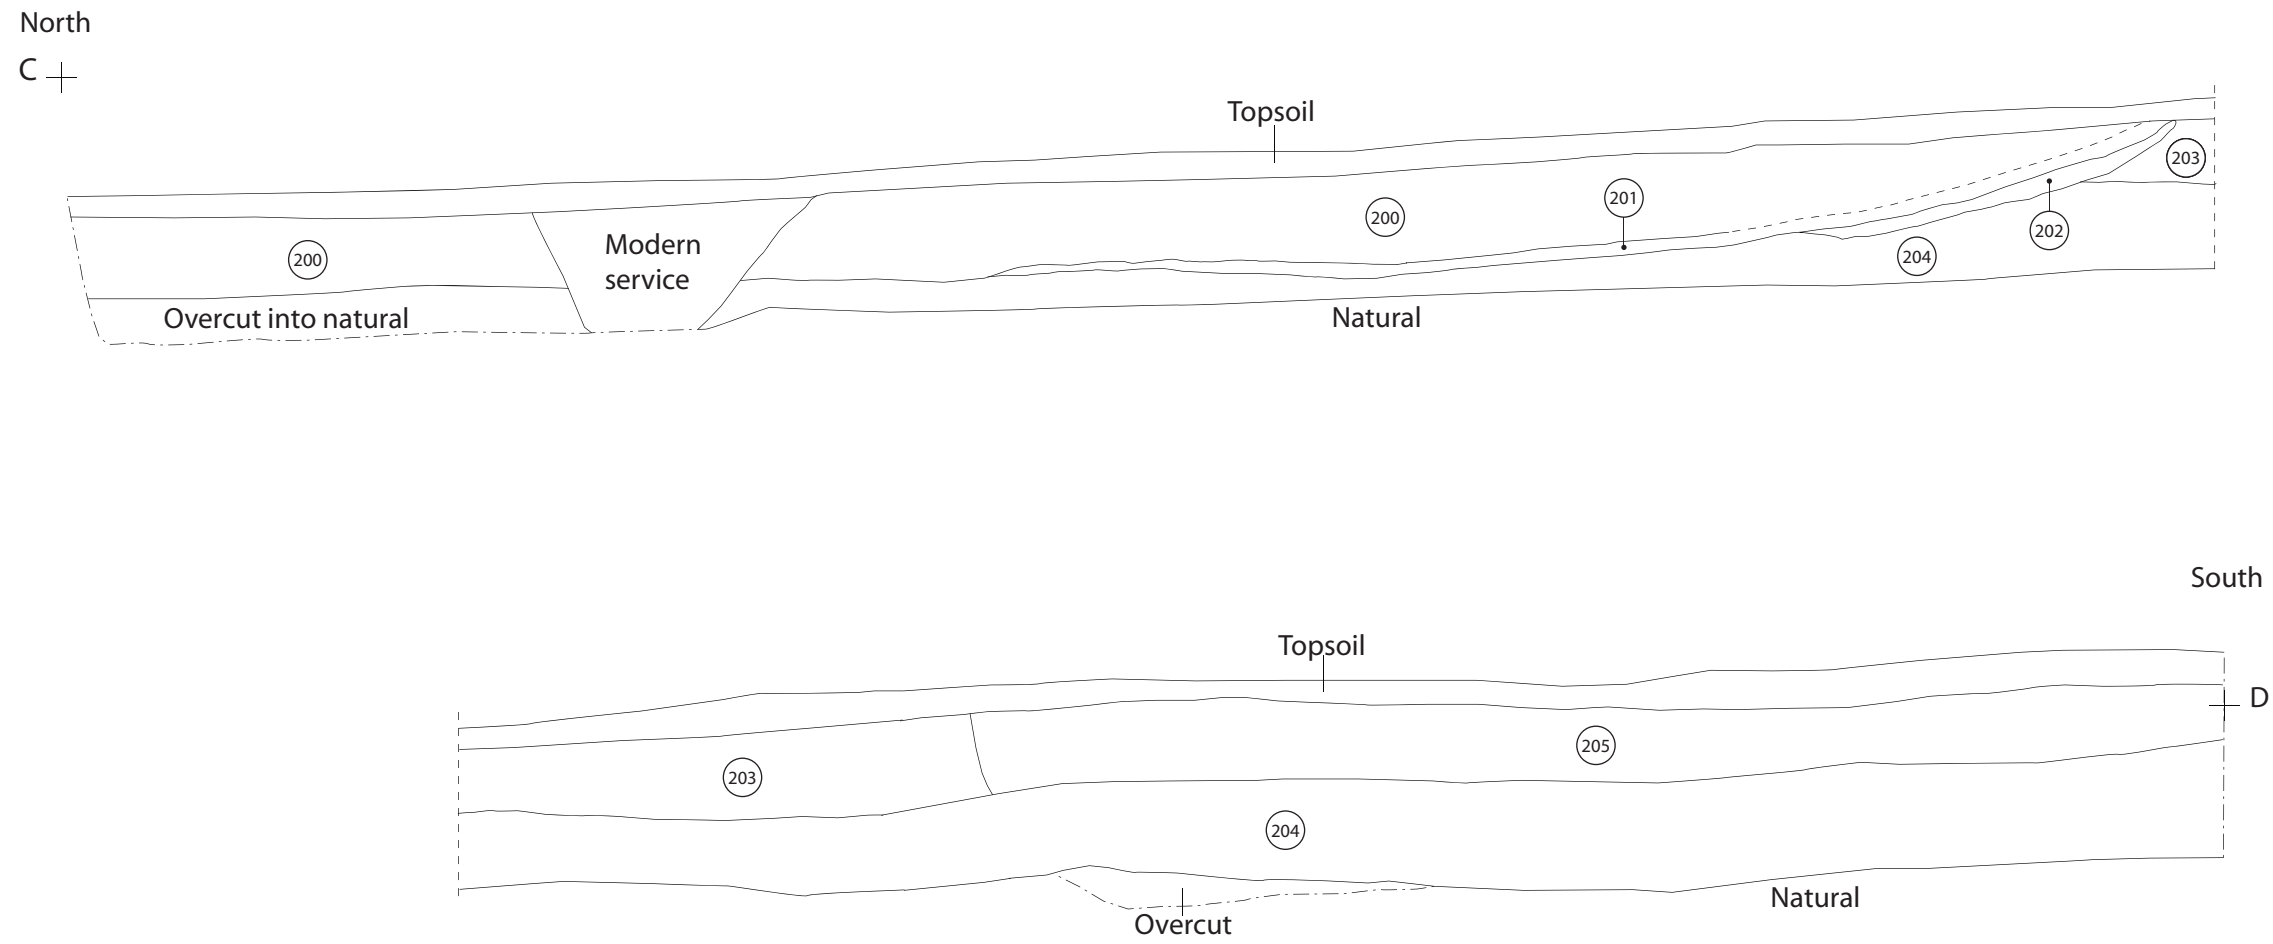 North
C
Topsoil
203
201
200
Modern
service
202
204
200
Overcut into natural
Natural
South
Topsoil
D
205
203
204
Natural
Overcut